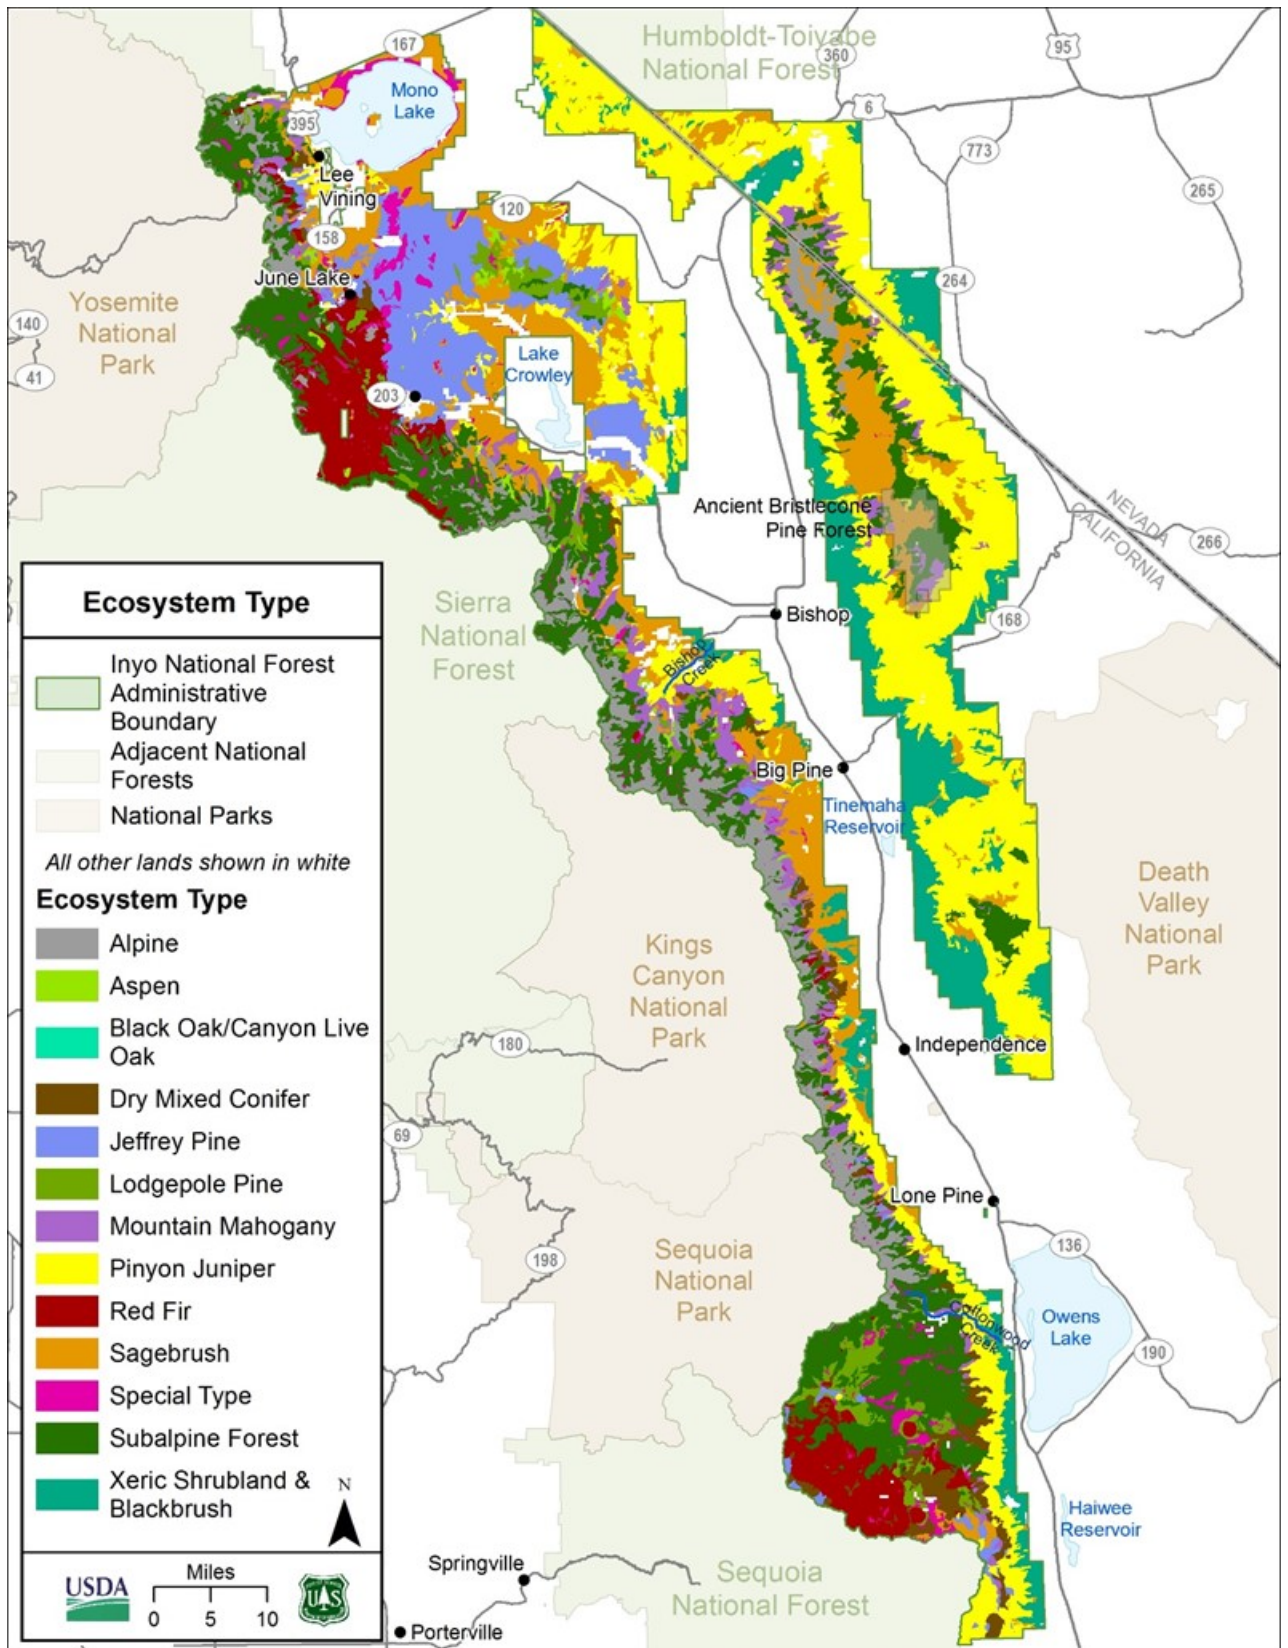 Humboldt-Toiyabe
National Forest
167
360
95
6
Mono
Lake
395
773
Lee
Vining
265
120
158
June Lake
264
Yosemite
National
Park
140
41
Lake
Crowley
203
Ancient Bristlecone
Pine Forest
NEVADA
CALIFORNIA
266
Sierra
National
Forest
Bishop
168
Bishop
Creek
Big Pine
Tinemaha
Reservoir
Death
Valley
National
Park
Kings
Canyon
National
Park
180
Independence
69
Lone Pine
136
198
Sequoia
National
Park
Cottonwood
Creek
Owens
Lake
190
Haiwee
Reservoir
Springville
Sequoia
National Forest
Porterville
Ecosystem Type
Inyo National Forest
Administrative
Boundary
Adjacent National
Forests
National Parks
All other lands shown in white
Ecosystem Type
Alpine
Aspen
Black Oak/Canyon Live
Oak
Dry Mixed Conifer
Jeffrey Pine
Lodgepole Pine
Mountain Mahogany
Pinyon Juniper
Red Fir
Sagebrush
Special Type
Subalpine Forest
Xeric Shrubland &
Blackbrush
N
USDA
Miles
0 5 10
U S